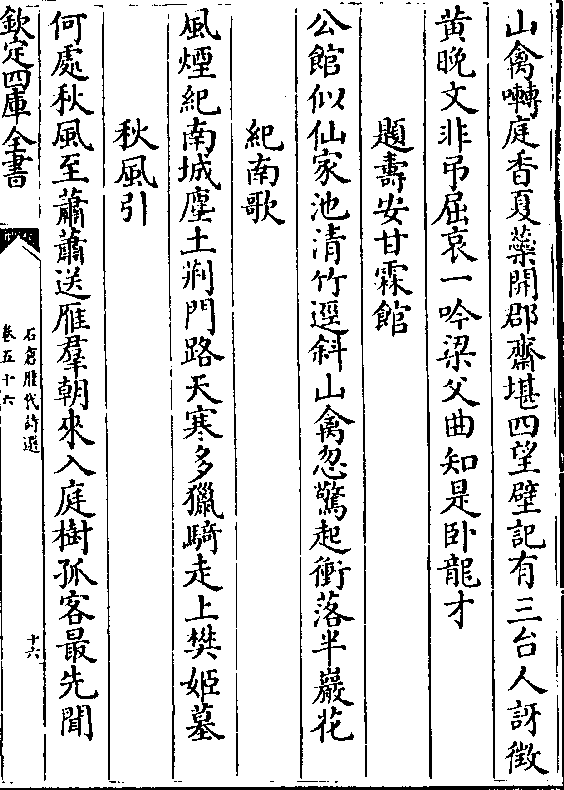 山禽囀庭香夏藥開郡齋堪四望壁記有三台人訝徵
黄晚文非弔屈哀一吟梁父曲知是卧龍才
題壽安甘霖館
公館似仙家池清竹逕斜山禽忽驚起衝落半巖花
紀南歌
風煙紀南城塵土荆門路天寒多獵騎走上樊姬墓
秋風引
何處秋風至蕭蕭送雁羣朝來入庭樹孤客最先聞
欽定四庫全書
石倉歷代詩選
卷五十六
十六